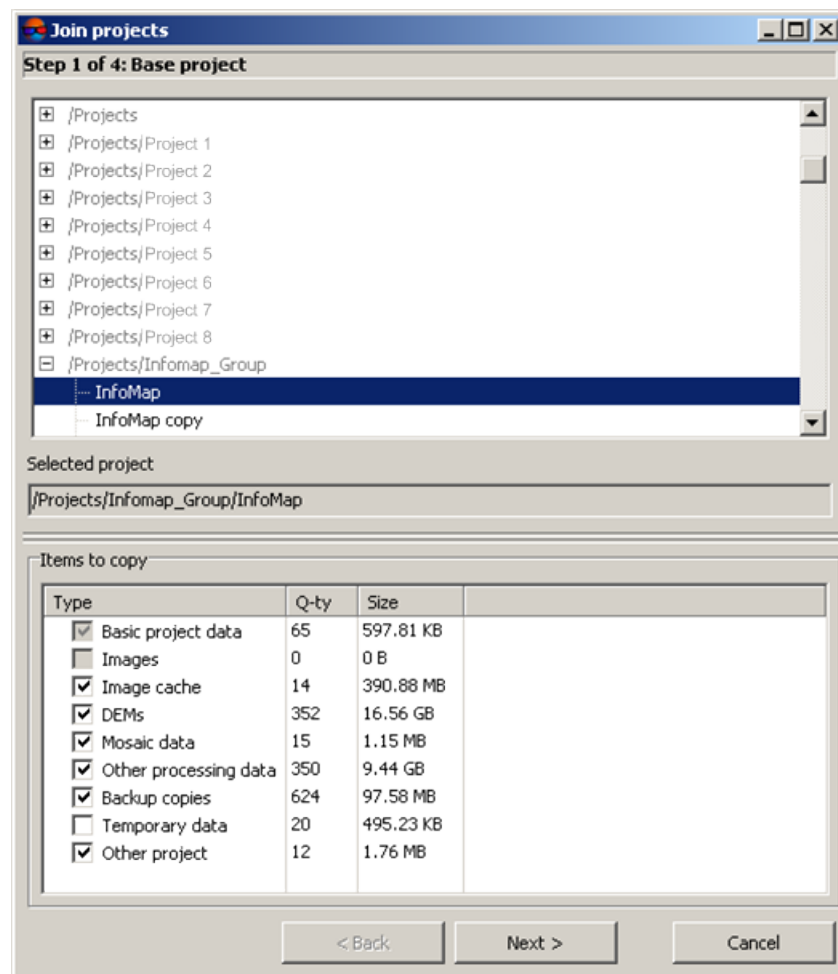 Join projects
Step 1 of 4: Base project
/Projects
/Projects/Project 1
/Projects/Project 2
/Projects/Project 3
/Projects/Project 4
/Projects/Project 5
/Projects/Project 6
/Projects/Project 7
/Projects/Project 8
/Projects/Infomap_Group
InfoMap
InfoMap copy
Selected project
/Projects/Infomap_Group/InfoMap
Items to copy
Type Q-ty Size
Basic project data 65 597.81 KB
Images 0 0 B
Image cache 14 390.88 MB
DEMs 352 16.56 GB
Mosaic data 15 1.15 MB
Other processing data 350 9.44 GB
Backup copies 624 97.58 MB
Temporary data 20 495.23 KB
Other project 12 1.76 MB
< Back Next > Cancel